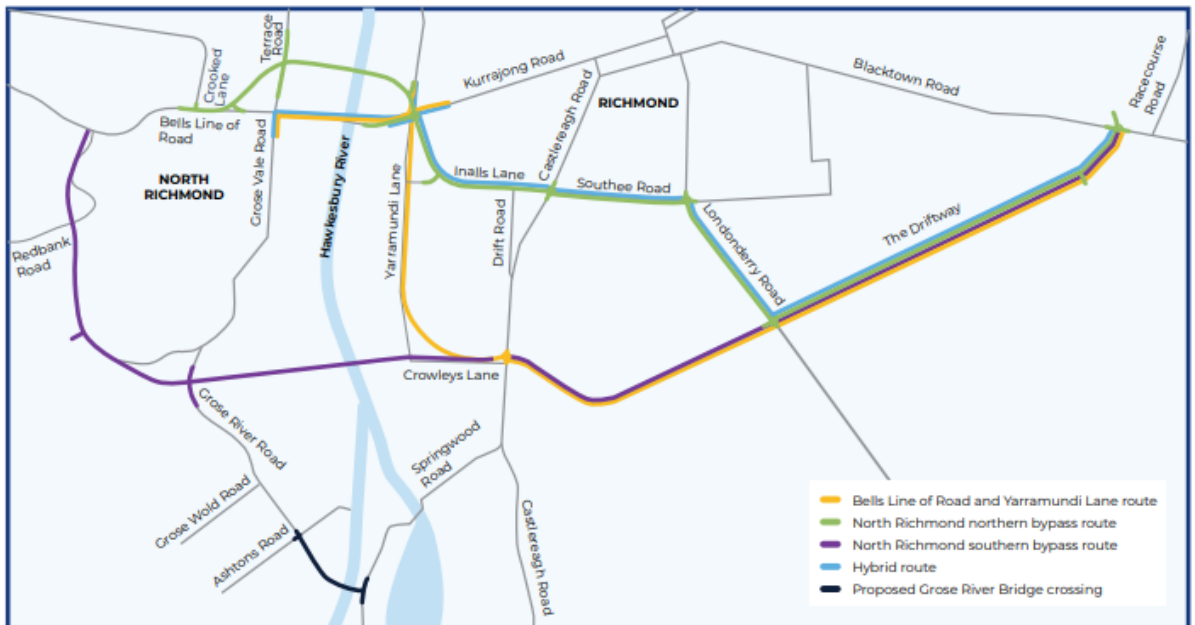 Terrace
Road
Crooked
Lane
Kurrajong Road
Blacktown Road
Racecourse
Road
RICHMOND
Castlereagh Road
Bells Line of
Road
NORTH
RICHMOND
Grose Vale Road
Hawkesbury River
Yarramundi Lane
Inalls Lane
Southee Road
Drift Road
Londonderry Road
The Driftway
Redbank
Road
Crowleys Lane
Grose River Road
Springwood
Road
Grose Wold Road
Ashtons Road
Castlereagh Road
Bells Line of Road and Yarramundi Lane route
North Richmond northern bypass route
North Richmond southern bypass route
Hybrid route
Proposed Grose River Bridge crossing